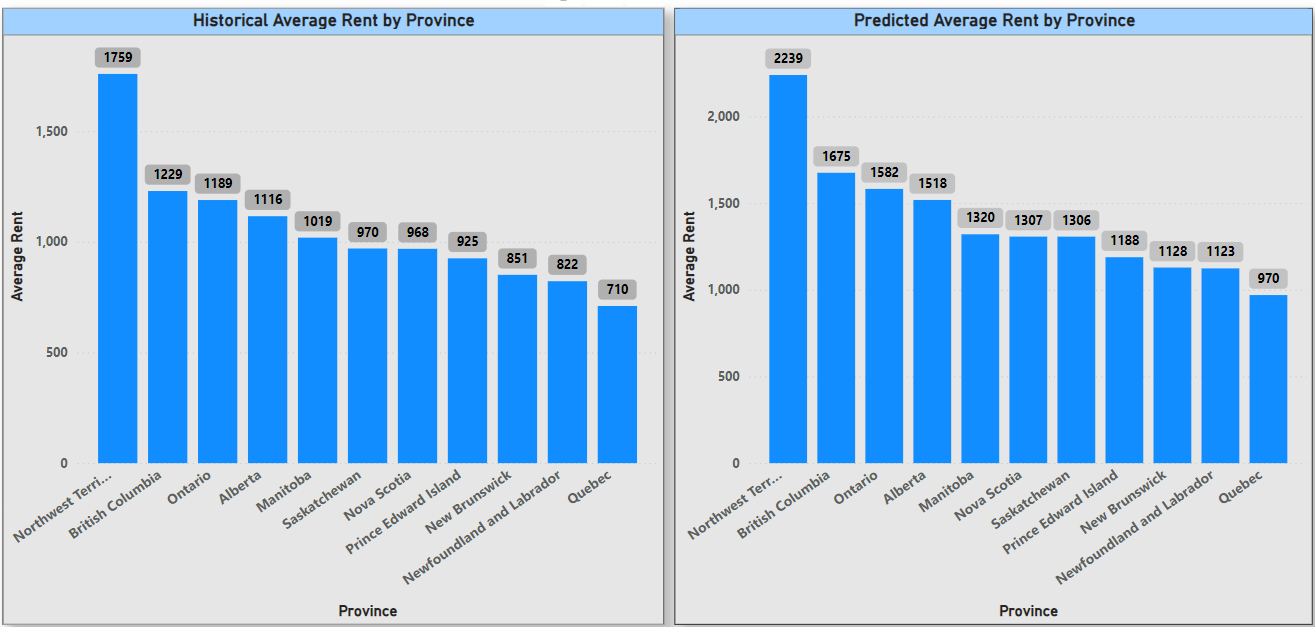 Historical Average Rent by Province
1759
1229
1189
1116
1019
970
968
925
851
822
710
1,500
1,000
500
0
Average Rent
Northwest Terri...
British Columbia
Ontario
Alberta
Manitoba
Saskatchewan
Nova Scotia
Prince Edward Island
New Brunswick
Newfoundland and Labrador
Quebec
Province
Predicted Average Rent by Province
2239
1675
1582
1518
1320
1307
1306
1188
1128
1123
970
2,000
1,500
1,000
500
0
Average Rent
Northwest Terr...
British Columbia
Ontario
Alberta
Manitoba
Nova Scotia
Saskatchewan
Prince Edward Island
New Brunswick
Newfoundland and Labrador
Quebec
Province